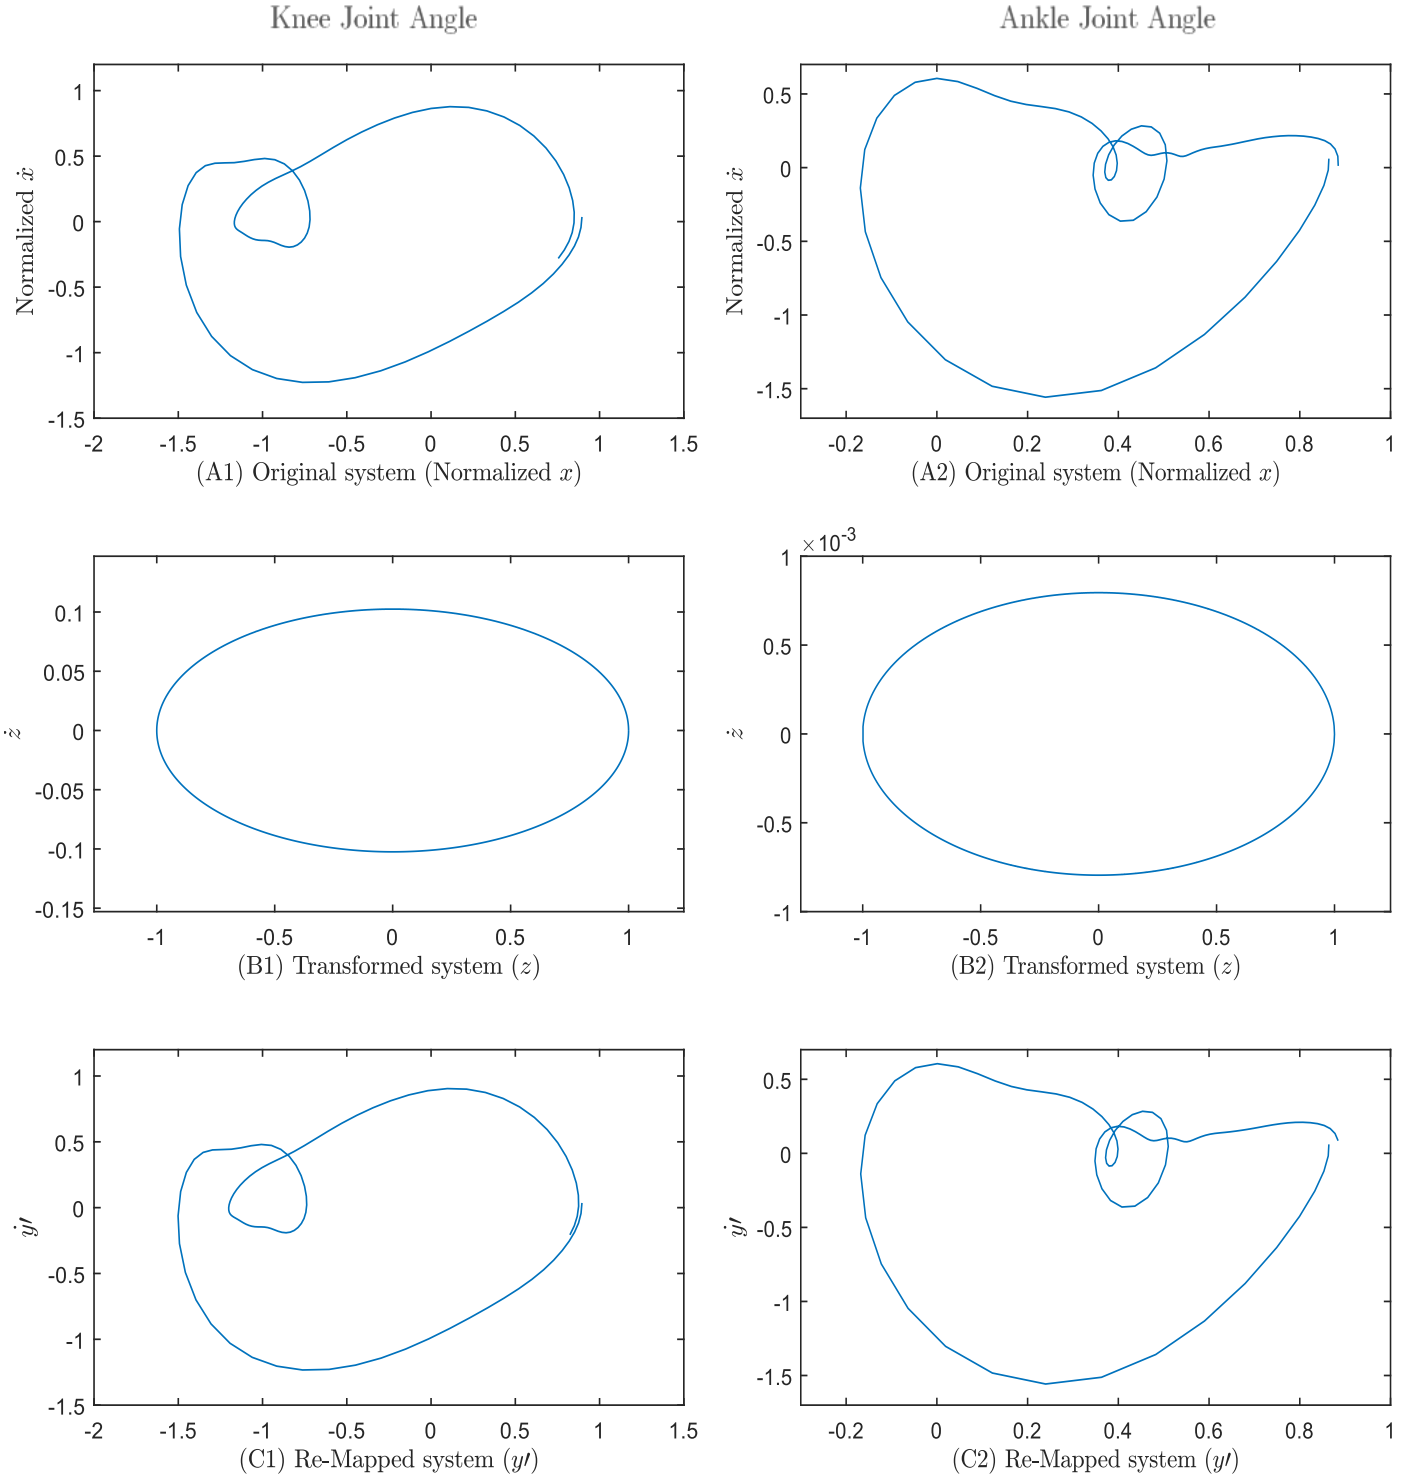 Knee Joint Angle
Ankle Joint Angle
1
0.5
0
-0.5
-1
-1.5
Normalized ẋ
-2 -1.5 -1 -0.5 0 0.5 1 1.5
(A1) Original system (Normalized x)
0.5
0
-0.5
-1
-1.5
Normalized ẋ
-0.2 0 0.2 0.4 0.6 0.8 1
(A2) Original system (Normalized x)
0.1
0.05
0
-0.05
-0.1
-0.15
ż
-1 -0.5 0 0.5 1
(B1) Transformed system (z)
×10⁻³
1
0.5
0
-0.5
-1
ż
-1 -0.5 0 0.5 1
(B2) Transformed system (z)
1
0.5
0
-0.5
-1
-1.5
ẏ′
-2 -1.5 -1 -0.5 0 0.5 1 1.5
(C1) Re-Mapped system (y′)
0.5
0
-0.5
-1
-1.5
ẏ′
-0.2 0 0.2 0.4 0.6 0.8 1
(C2) Re-Mapped system (y′)